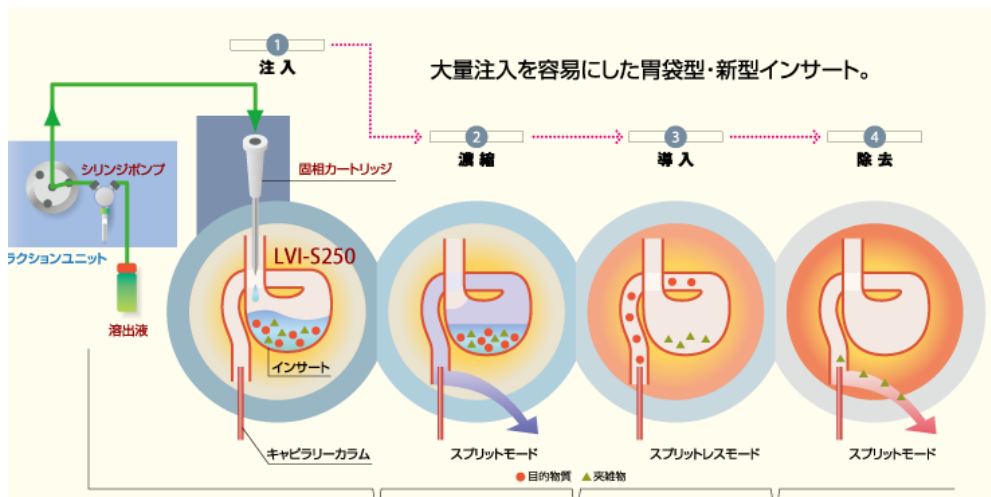 1
注入
大量注入を容易にした胃袋型・新型インサート。
2
濃縮
3
導入
4
除去
シリンジポンプ
固相カートリッジ
ラクションユニット
LVI-S250
溶出液
インサート
キャピラリーカラム
スプリットモード
スプリットレスモード
スプリットモード
目的物質
夾雑物